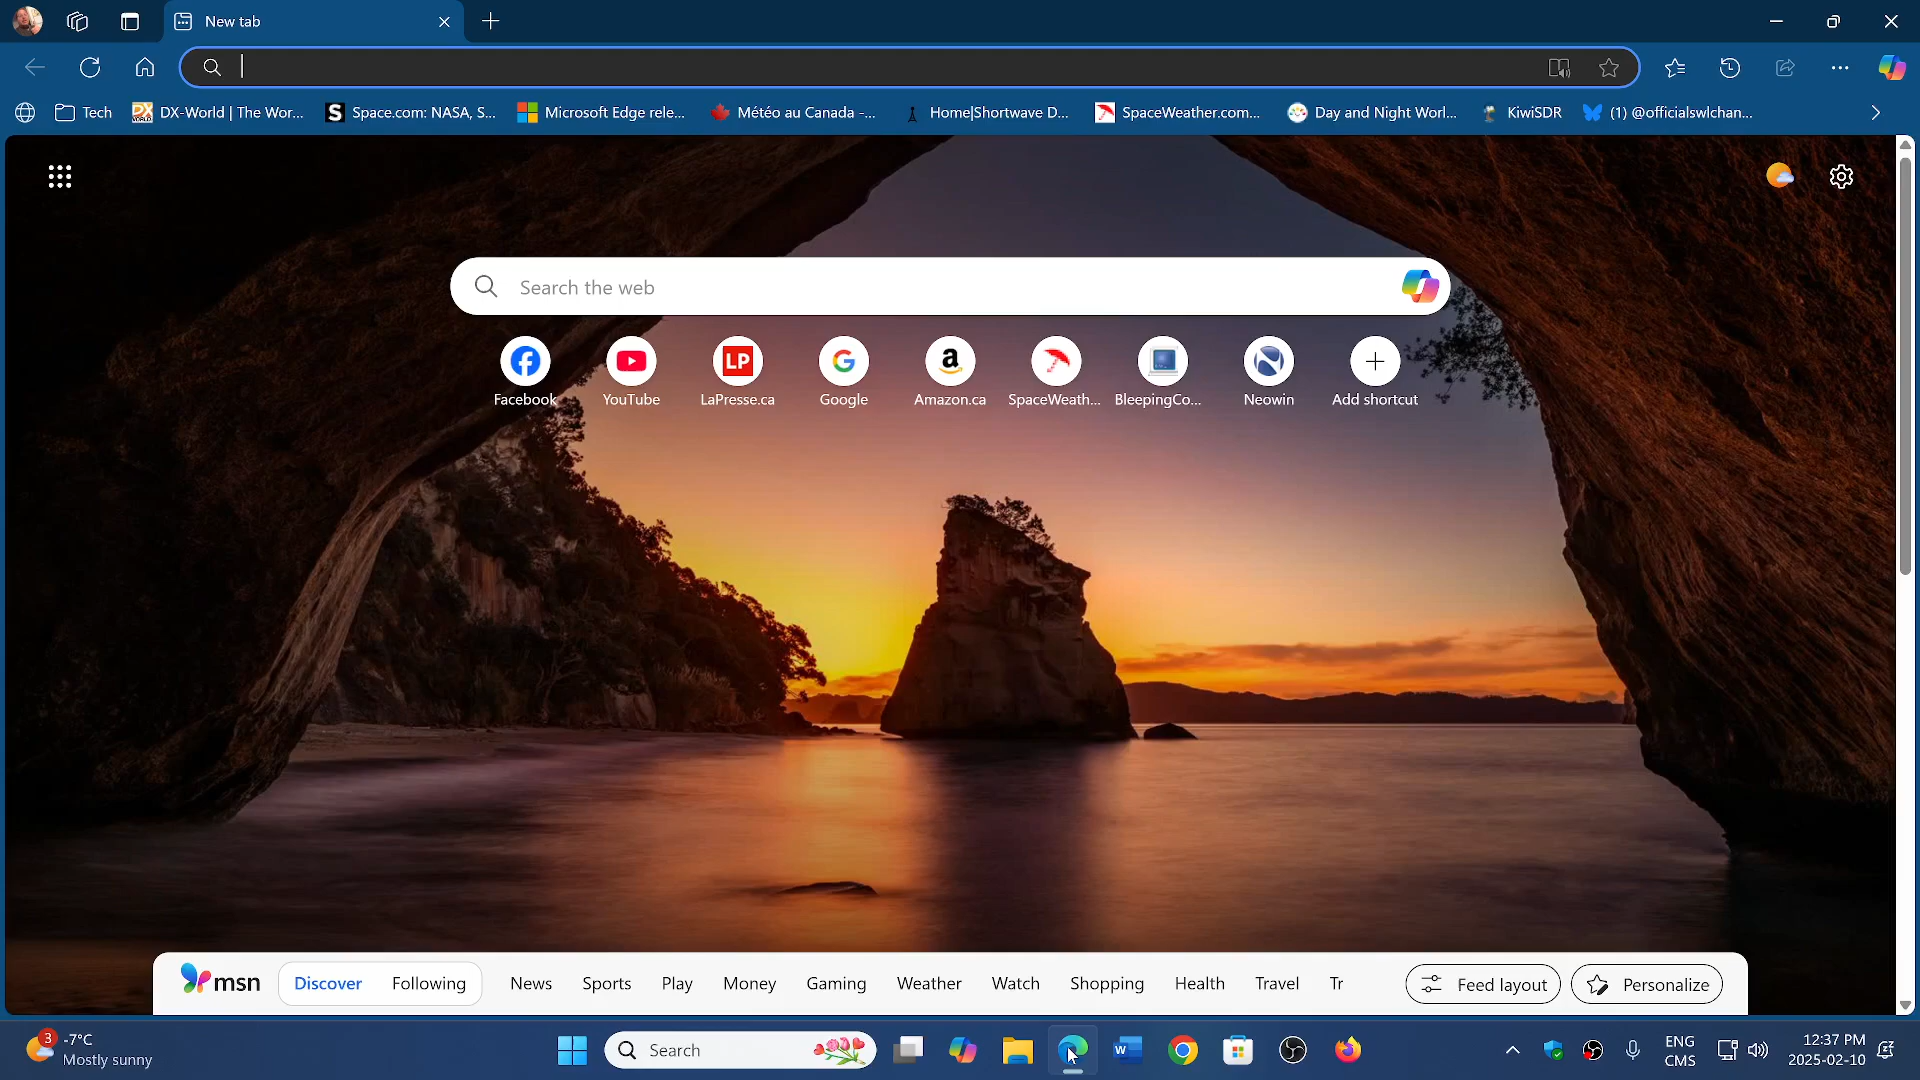 New tab
Tech
DX-World | The Wor...
Space.com: NASA, S...
Microsoft Edge rele...
Météo au Canada -...
Home|Shortwave D...
SpaceWeather.com...
Day and Night Worl...
KiwiSDR
(1) @officialswlchan...
Search the web
Facebook
YouTube
LP
LaPresse.ca
Google
Amazon.ca
SpaceWeath...
BleepingCo...
Neowin
Add shortcut
msn
Discover
Following
News
Sports
Play
Money
Gaming
Weather
Watch
Shopping
Health
Travel
Tr
Feed layout
Personalize
3
-7°C
Mostly sunny
Search
ENG
CMS
12:37 PM
2025-02-10